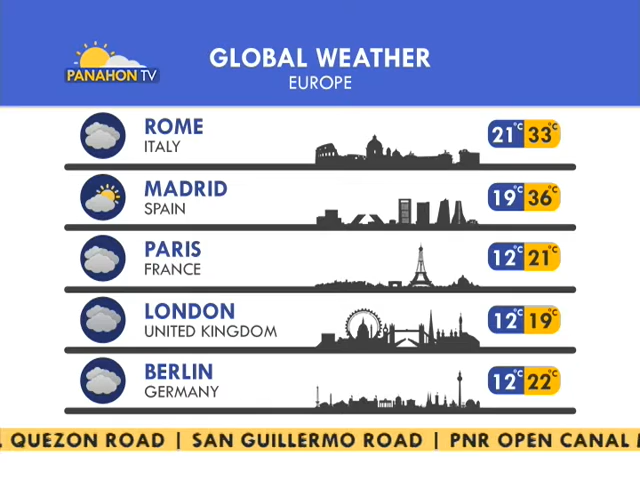 GLOBAL WEATHER
EUROPE
PANAHON TV
ROME
ITALY
21°C 33°C
MADRID
SPAIN
19°C 36°C
PARIS
FRANCE
12°C 21°C
LONDON
UNITED KINGDOM
12°C 19°C
BERLIN
GERMANY
12°C 22°C
QUEZON ROAD | SAN GUILLERMO ROAD | PNR OPEN CANAL